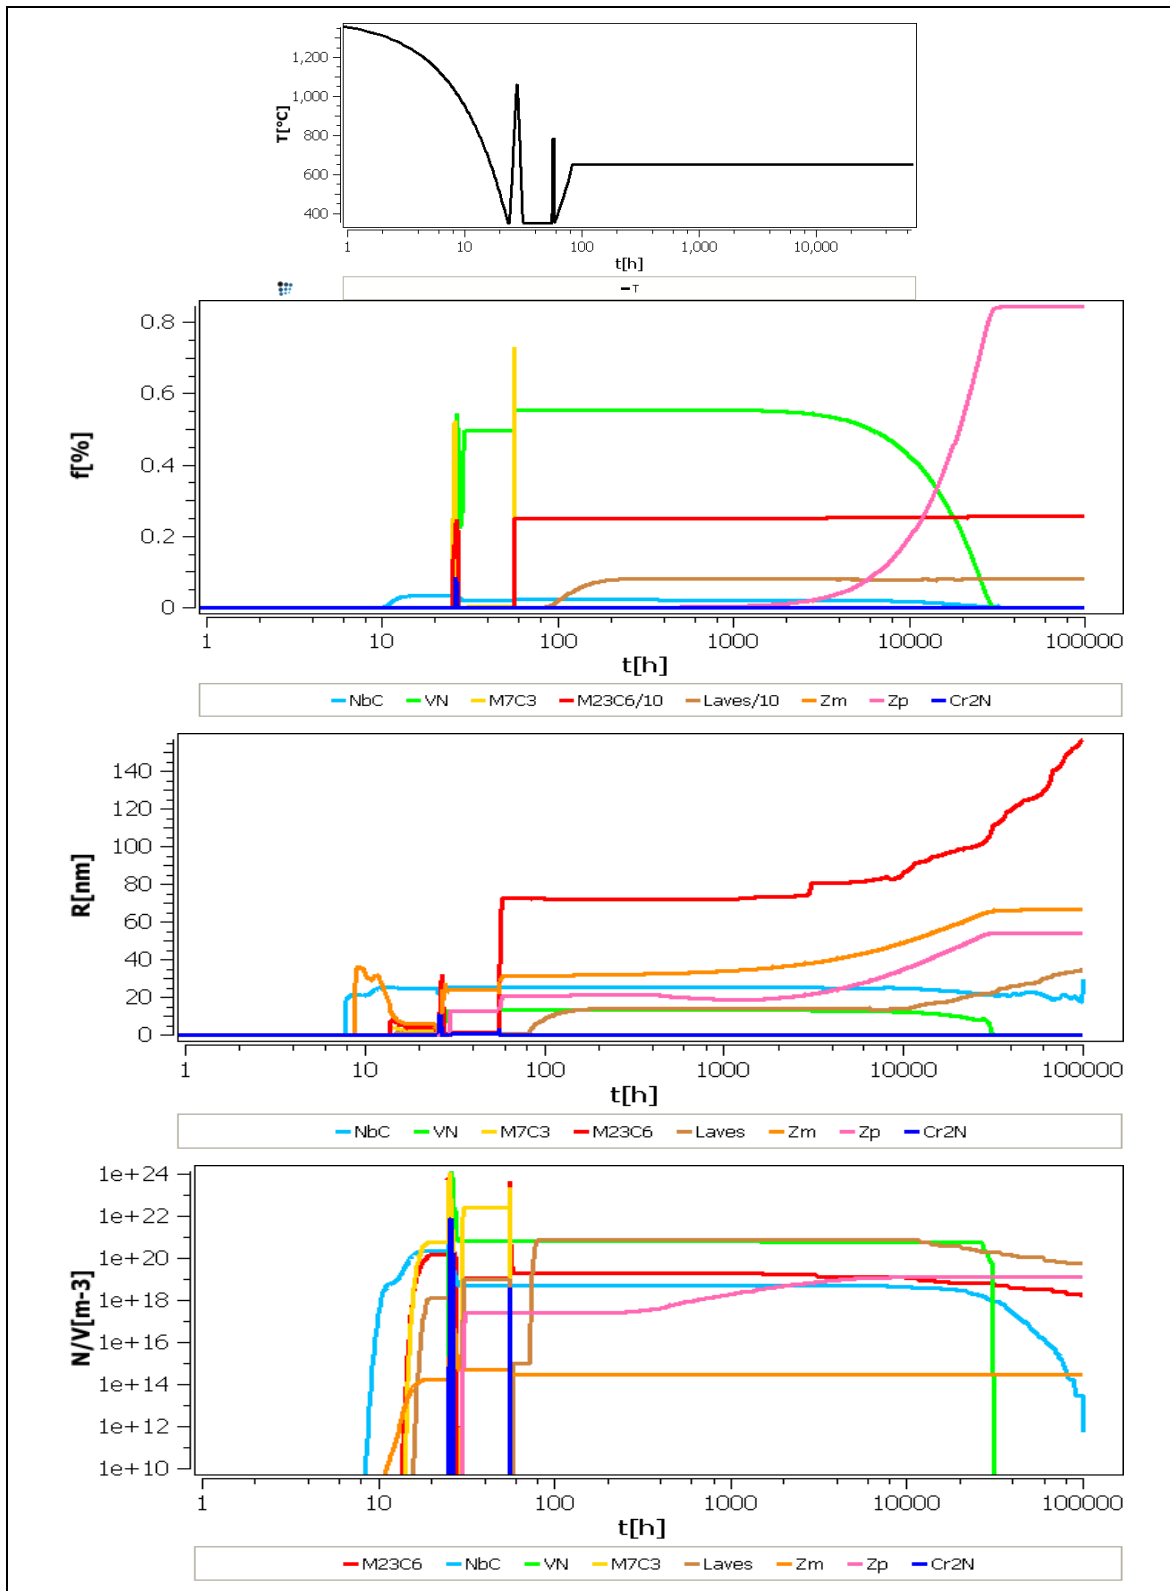 1,200
1,000
800
600
400
T[°C]
1 10 100 1,000 10,000
t[h]
T
0.8
0.6
0.4
0.2
0
f[%]
1 10 100 1000 10000 100000
t[h]
NbC VN M7C3 M23C6/10 Laves/10 Zm Zp Cr2N
140
120
100
80
60
40
20
0
R[nm]
1 10 100 1000 10000 100000
t[h]
NbC VN M7C3 M23C6 Laves Zm Zp Cr2N
1e+24
1e+22
1e+20
1e+18
1e+16
1e+14
1e+12
1e+10
N/V[m-3]
1 10 100 1000 10000 100000
t[h]
M23C6 NbC VN M7C3 Laves Zm Zp Cr2N